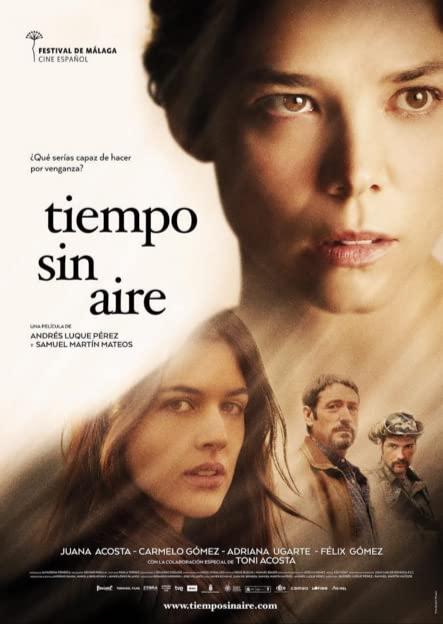 FESTIVAL DE MÁLAGA
CINE ESPAÑOL
¿Qué serías capaz de hacer
por venganza?
tiempo
sin
aire
UNA PELÍCULA DE
ANDRÉS LUQUE PÉREZ
Y SAMUEL MARTÍN MATEOS
JUANA ACOSTA - CARMELO GÓMEZ - ADRIANA UGARTE - FÉLIX GÓMEZ
CON LA COLABORACIÓN ESPECIAL DE TONI ACOSTA
www.tiemposinaire.com